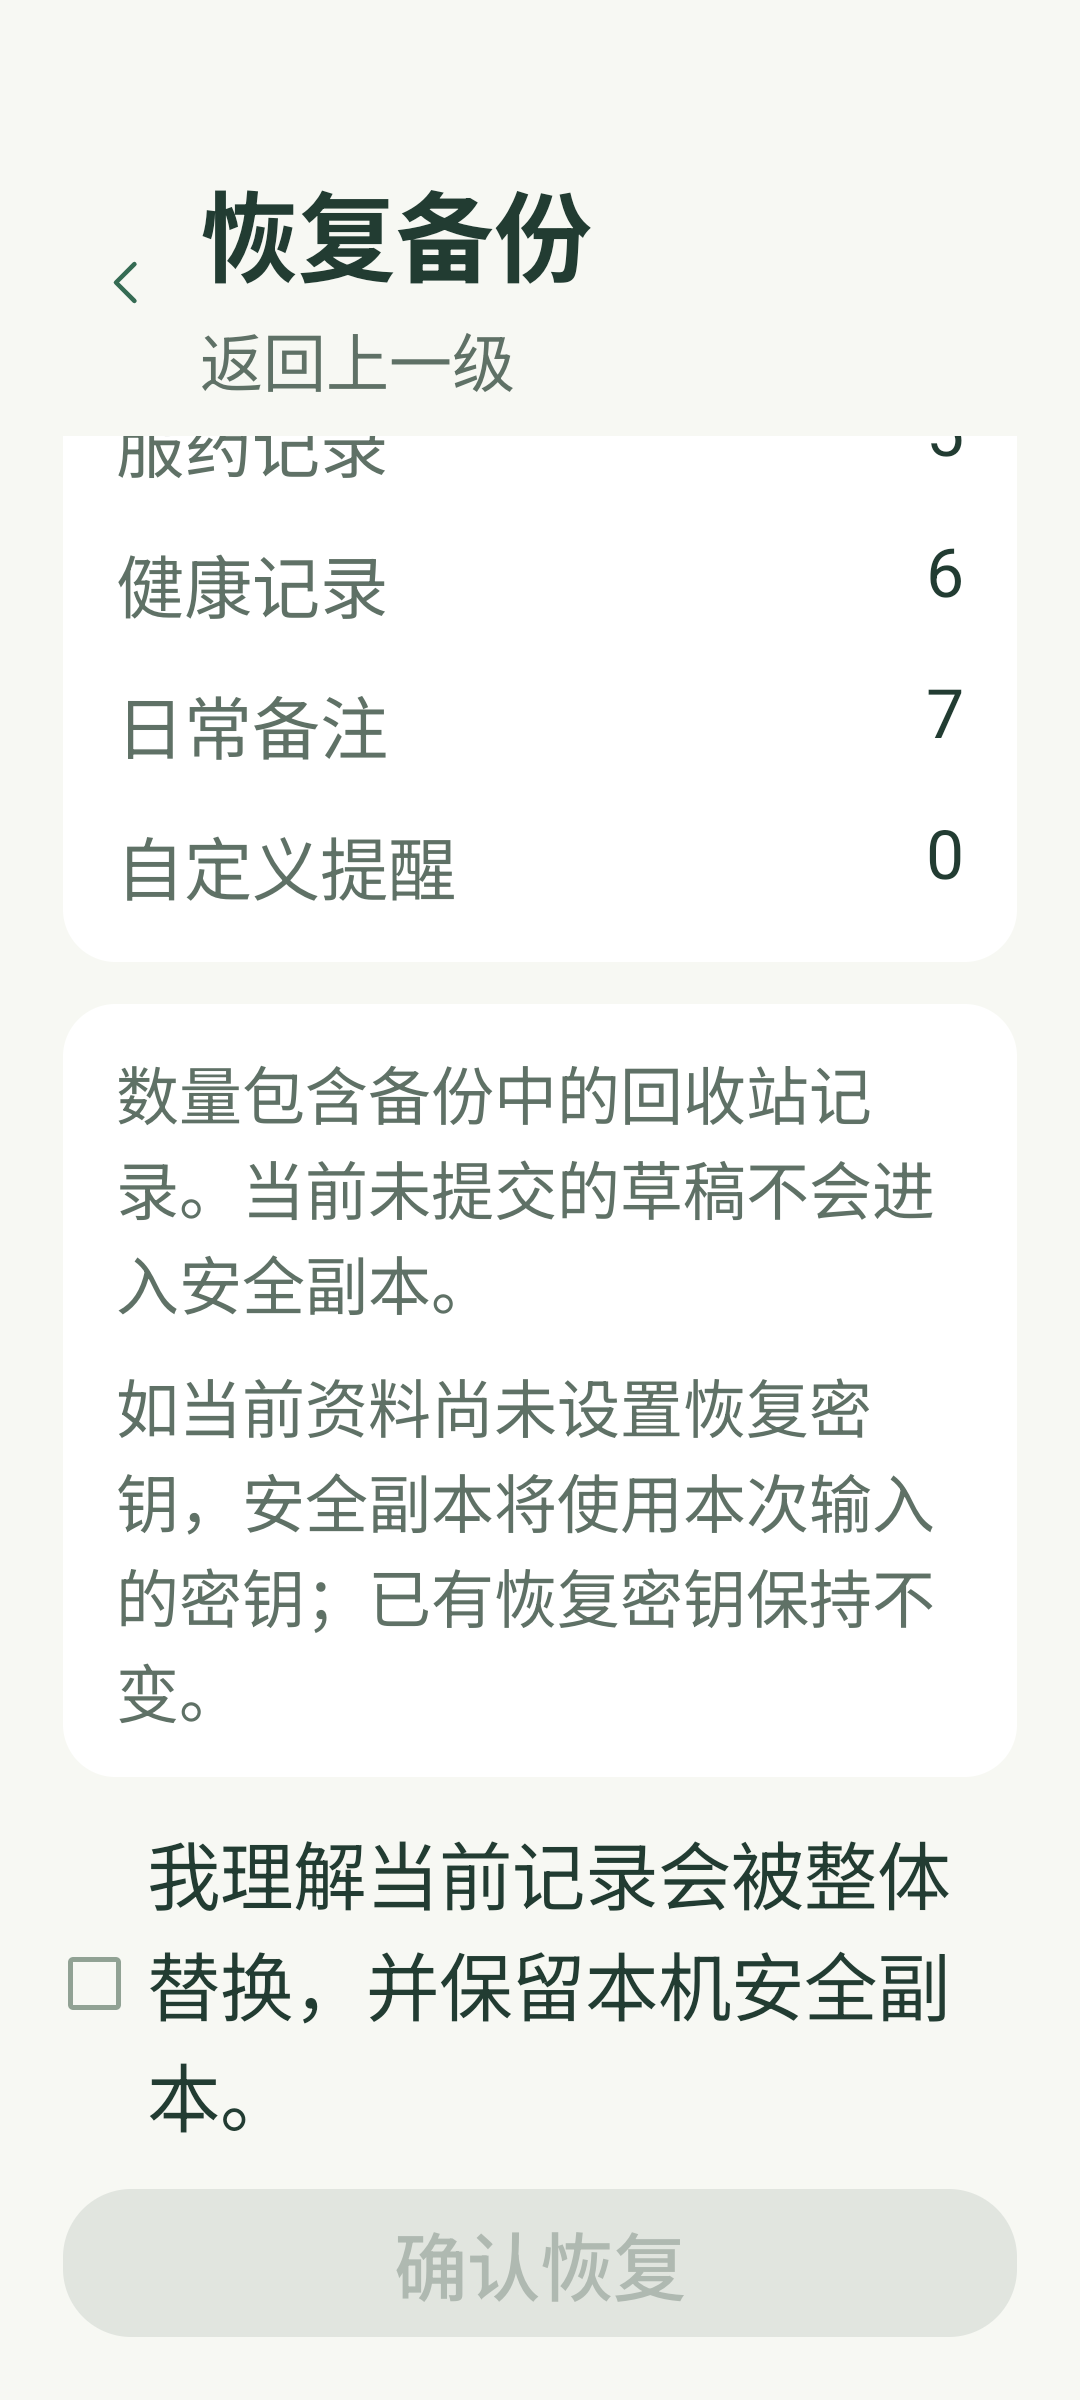 恢复备份
返回上一级
服药记录 5
健康记录 6
日常备注 7
自定义提醒 0
数量包含备份中的回收站记
录。当前未提交的草稿不会进
入安全副本。
如当前资料尚未设置恢复密
钥，安全副本将使用本次输入
的密钥；已有恢复密钥保持不
变。
我理解当前记录会被整体
替换，并保留本机安全副
本。
确认恢复